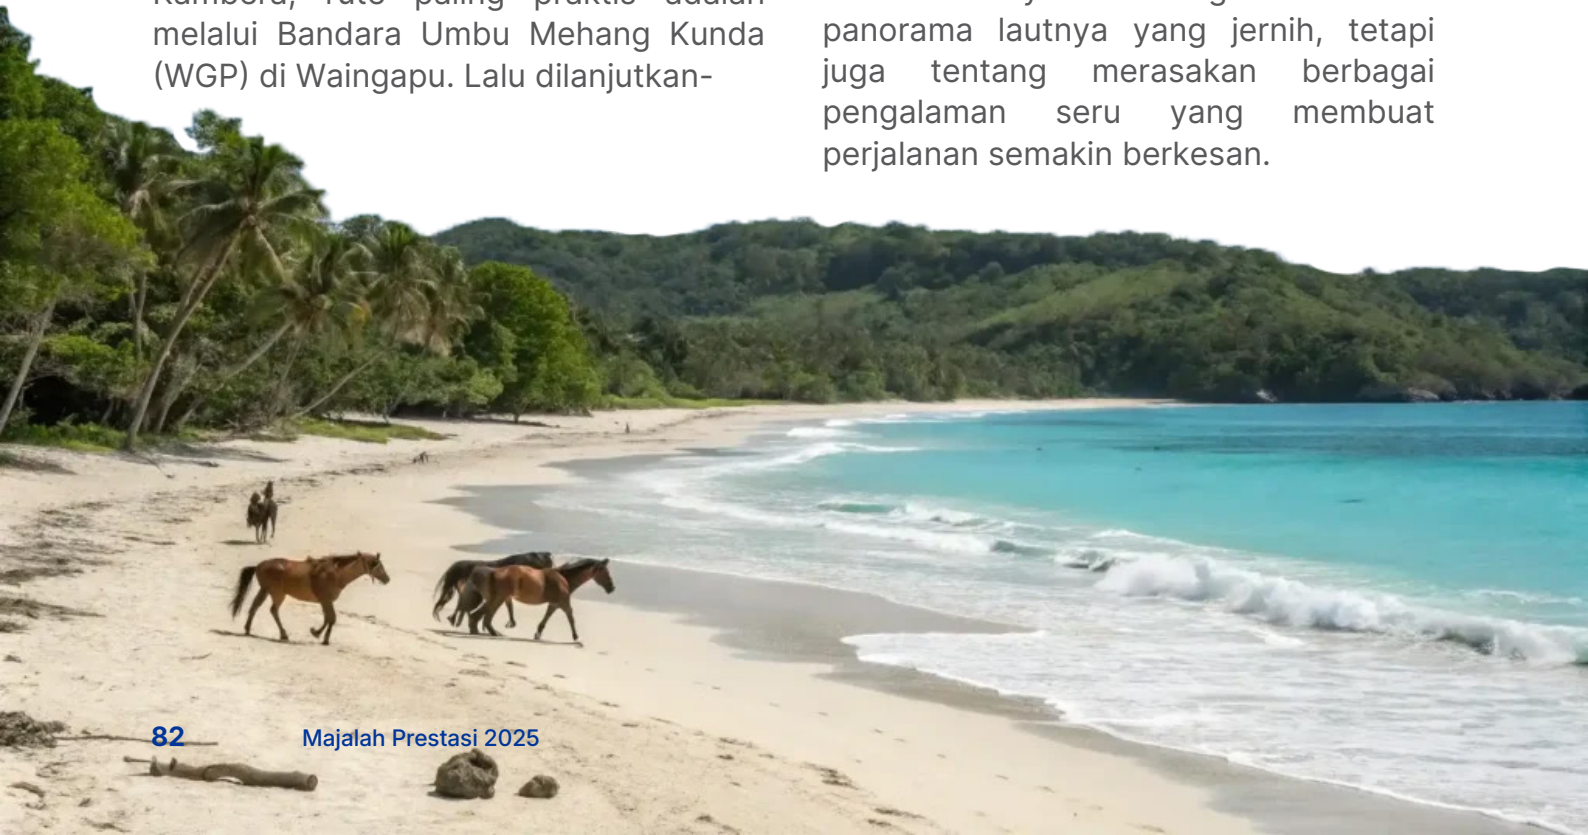 melalui Bandara Umbu Mehang Kunda
(WGP) di Waingapu. Lalu dilanjutkan-
panorama lautnya yang jernih, tetapi
juga tentang merasakan berbagai
pengalaman seru yang membuat
perjalanan semakin berkesan.
82 Majalah Prestasi 2025